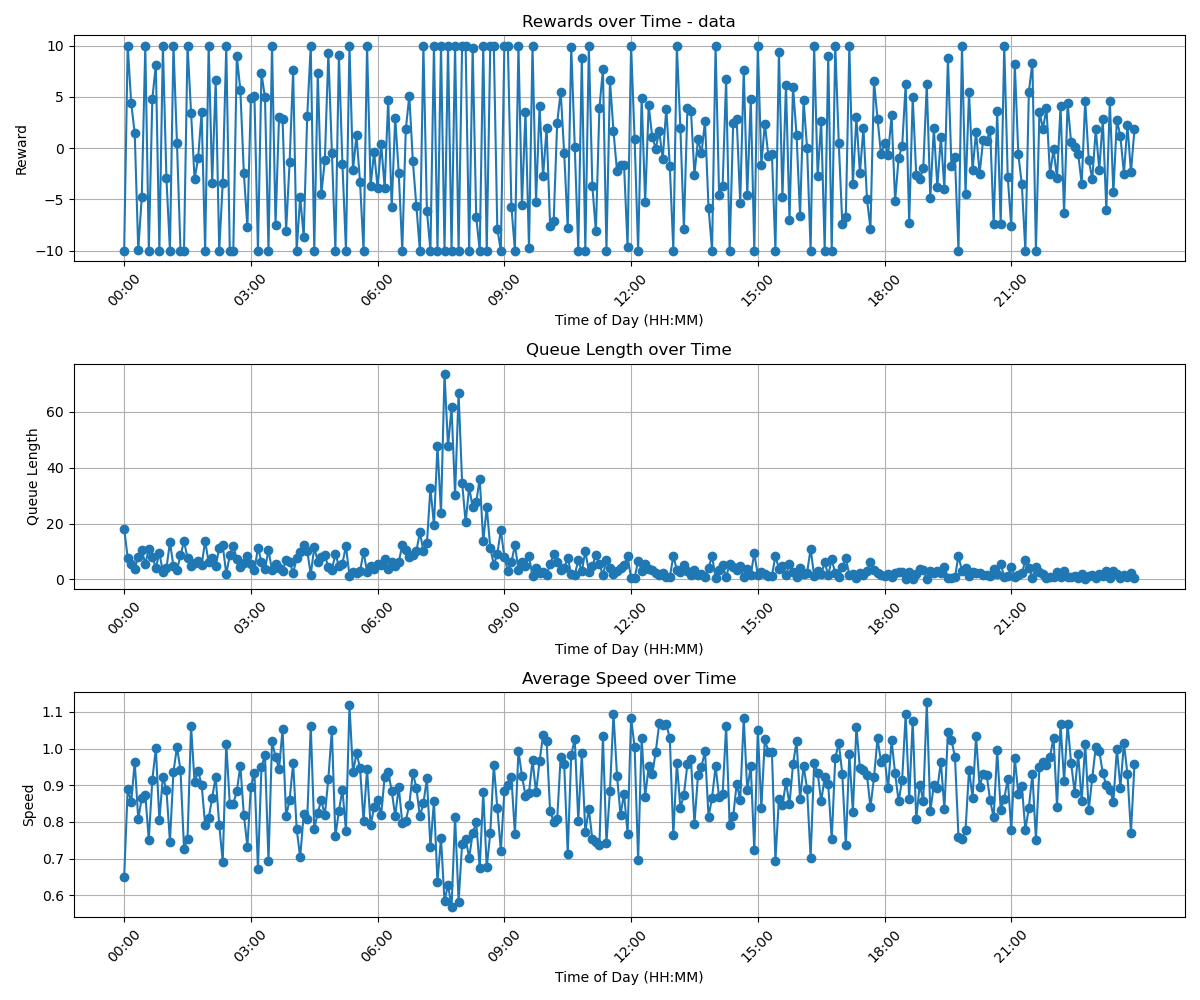 Rewards over Time - data
10
5
0
−5
−10
Reward
00:00 03:00 06:00 09:00 12:00 15:00 18:00 21:00
Time of Day (HH:MM)
Queue Length over Time
60
40
20
0
Queue Length
00:00 03:00 06:00 09:00 12:00 15:00 18:00 21:00
Time of Day (HH:MM)
Average Speed over Time
1.1
1.0
0.9
0.8
0.7
0.6
Speed
00:00 03:00 06:00 09:00 12:00 15:00 18:00 21:00
Time of Day (HH:MM)